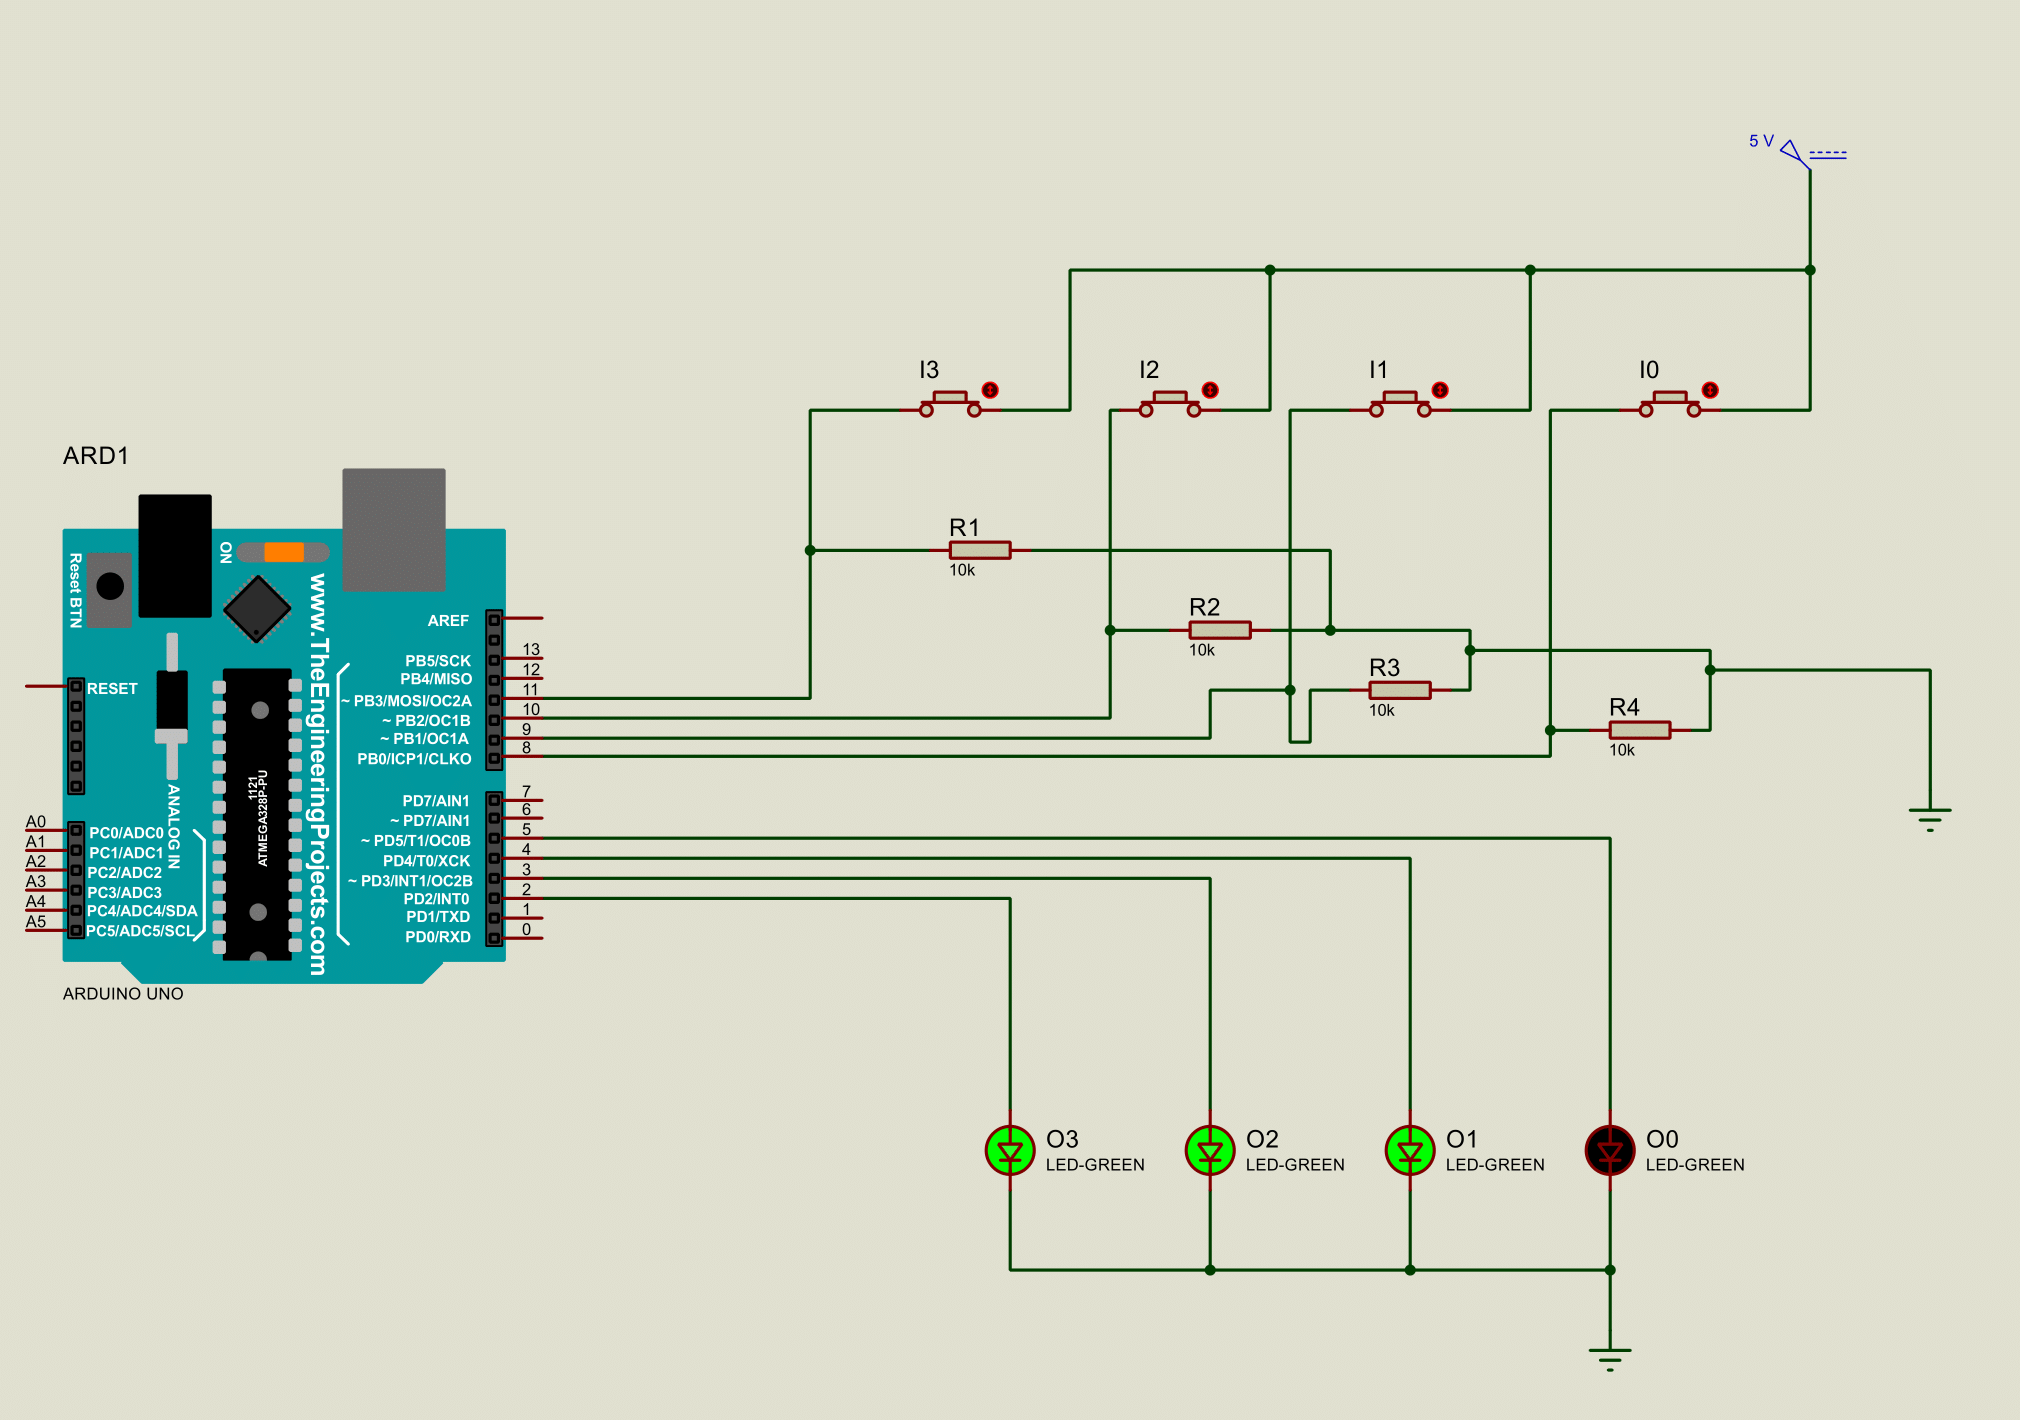 5 V
I3
I2
I1
I0
ARD1
R1
10k
R2
10k
R3
10k
R4
10k
ON
Reset BTN
www.TheEngineeringProjects.com
AREF
13
PB5/SCK
12
PB4/MISO
11
~ PB3/MOSI/OC2A
10
~ PB2/OC1B
9
~ PB1/OC1A
8
PB0/ICP1/CLKO
RESET
1121
ATMEGA328P-PU
ANALOG IN
7
PD7/AIN1
6
~ PD7/AIN1
5
~ PD5/T1/OC0B
4
PD4/T0/XCK
3
~ PD3/INT1/OC2B
2
PD2/INT0
1
PD1/TXD
0
PD0/RXD
A0
PC0/ADC0
A1
PC1/ADC1
A2
PC2/ADC2
A3
PC3/ADC3
A4
PC4/ADC4/SDA
A5
PC5/ADC5/SCL
ARDUINO UNO
O3
LED-GREEN
O2
LED-GREEN
O1
LED-GREEN
O0
LED-GREEN